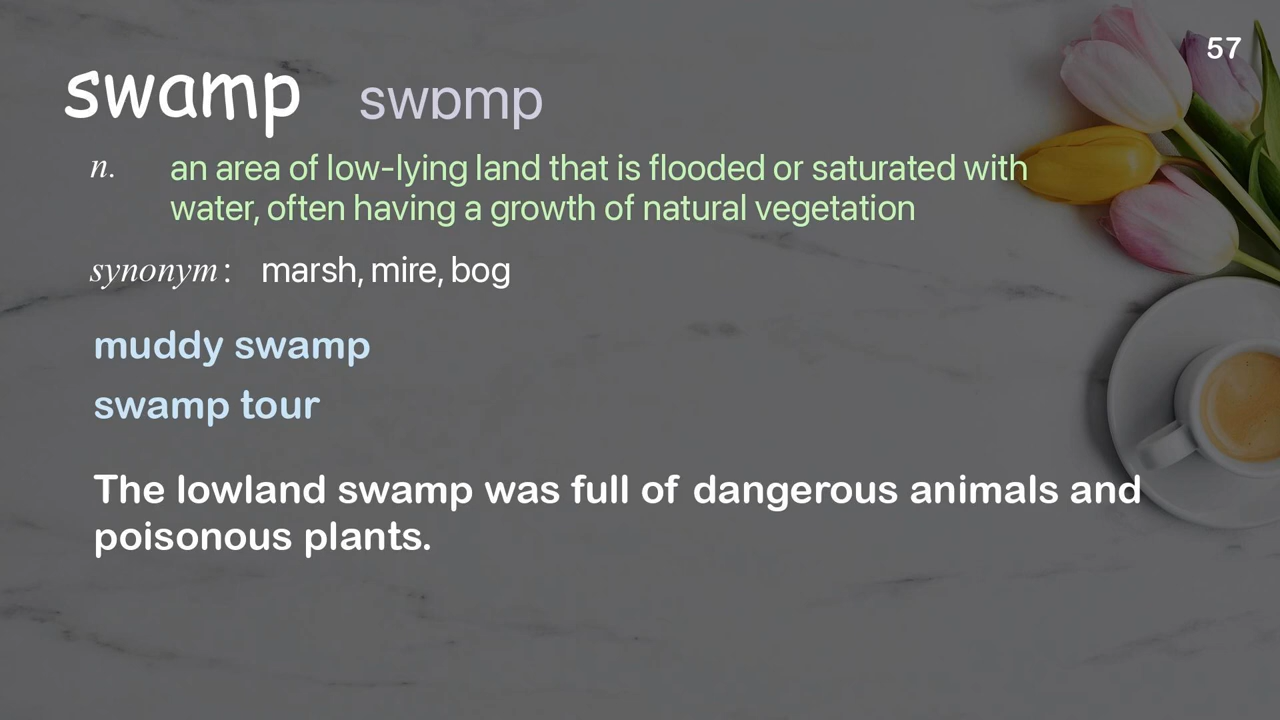 57
swamp swɒmp
n. an area of low-lying land that is flooded or saturated with
water, often having a growth of natural vegetation
synonym: marsh, mire, bog
muddy swamp
swamp tour
The lowland swamp was full of dangerous animals and
poisonous plants.